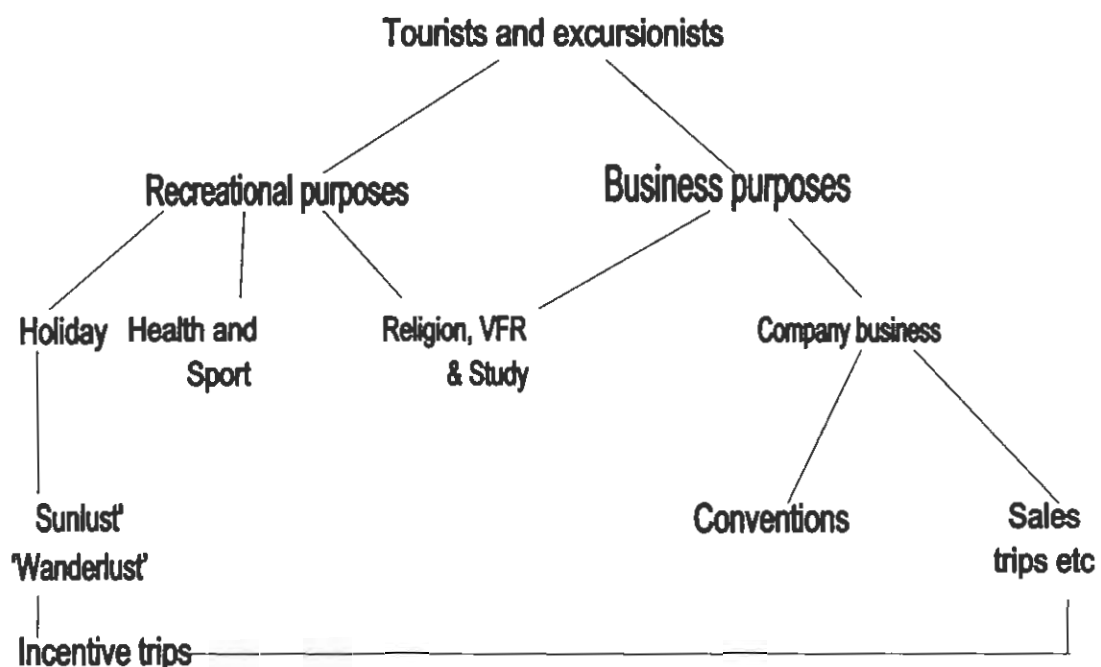 Tourists and excursionists
Recreational purposes
Business purposes
Holiday
Health and
Sport
Religion, VFR
& Study
Company business
Sunlust'
'Wanderlust'
Conventions
Sales
trips etc
Incentive trips